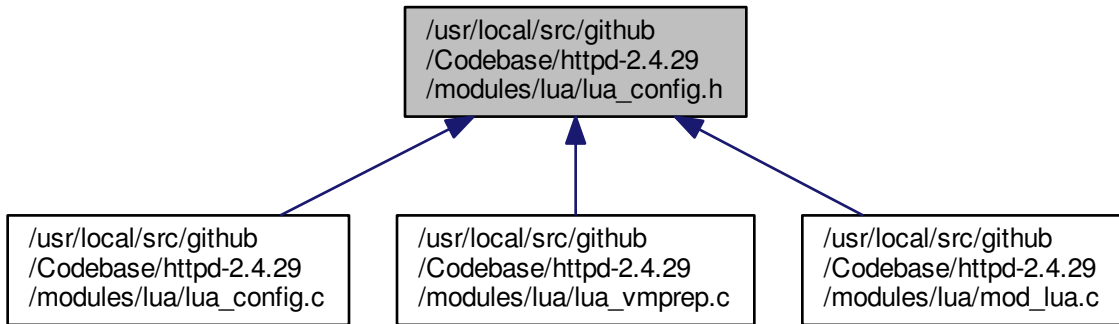 /usr/local/src/github
/Codebase/httpd-2.4.29
/modules/lua/lua_config.h
/usr/local/src/github
/Codebase/httpd-2.4.29
/modules/lua/lua_config.c
/usr/local/src/github
/Codebase/httpd-2.4.29
/modules/lua/lua_vmprep.c
/usr/local/src/github
/Codebase/httpd-2.4.29
/modules/lua/mod_lua.c